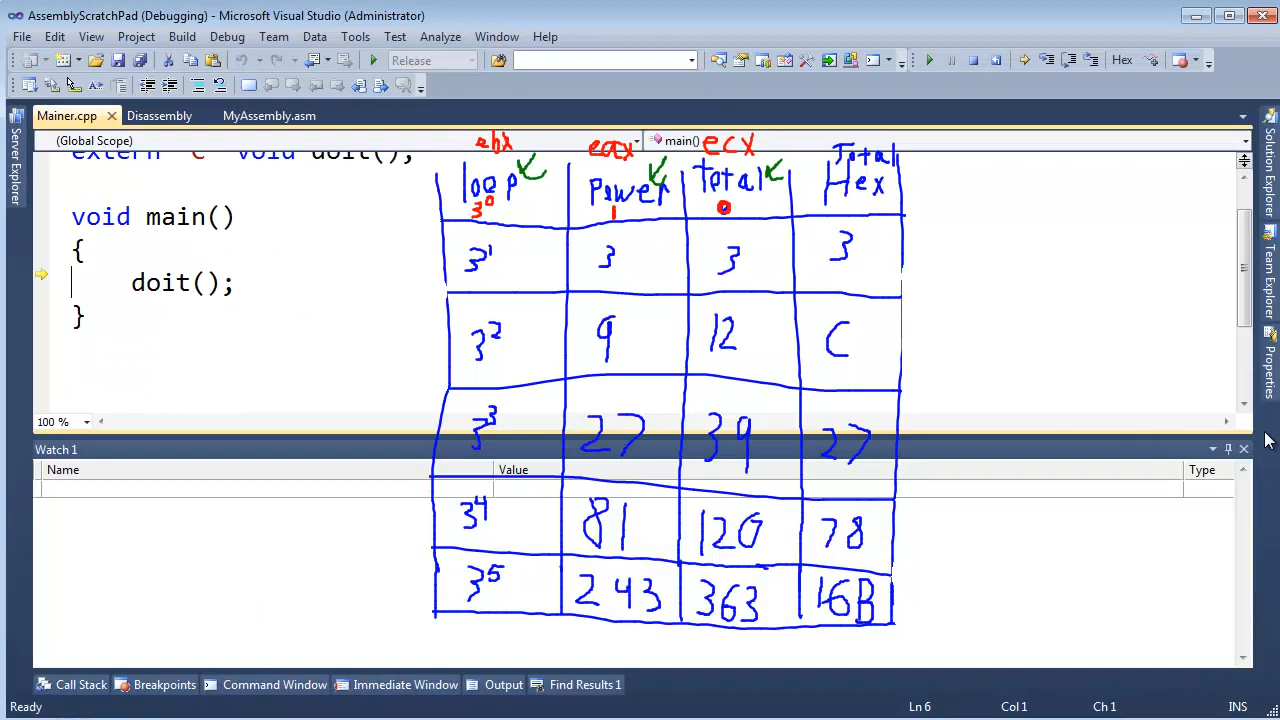 AssemblyScratchPad (Debugging) - Microsoft Visual Studio (Administrator)
File Edit View Project Build Debug Team Data Tools Test Analyze Window Help
Release
Hex
Mainer.cpp Disassembly MyAssembly.asm
(Global Scope) main()
ebx eax ecx
extern "C" void doit();
loop Power Total Total Hex
3⁰ 1 0
void main()
{
doit();
}
3¹ 3 3 3
3² 9 12 C
3³ 27 39 27
3⁴ 81 120 78
3⁵ 243 363 16B
100 %
Watch 1
Name Value Type
Server Explorer
Solution Explorer
Team Explorer
Properties
Call Stack Breakpoints Command Window Immediate Window Output Find Results 1
Ready Ln 6 Col 1 Ch 1 INS